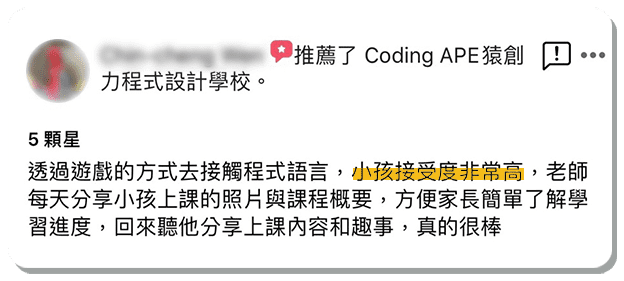 推薦了 Coding APE猿創
力程式設計學校。
5 顆星
透過遊戲的方式去接觸程式語言，小孩接受度非常高，老師
每天分享小孩上課的照片與課程概要，方便家長簡單了解學
習進度，回來聽他分享上課內容和趣事，真的很棒